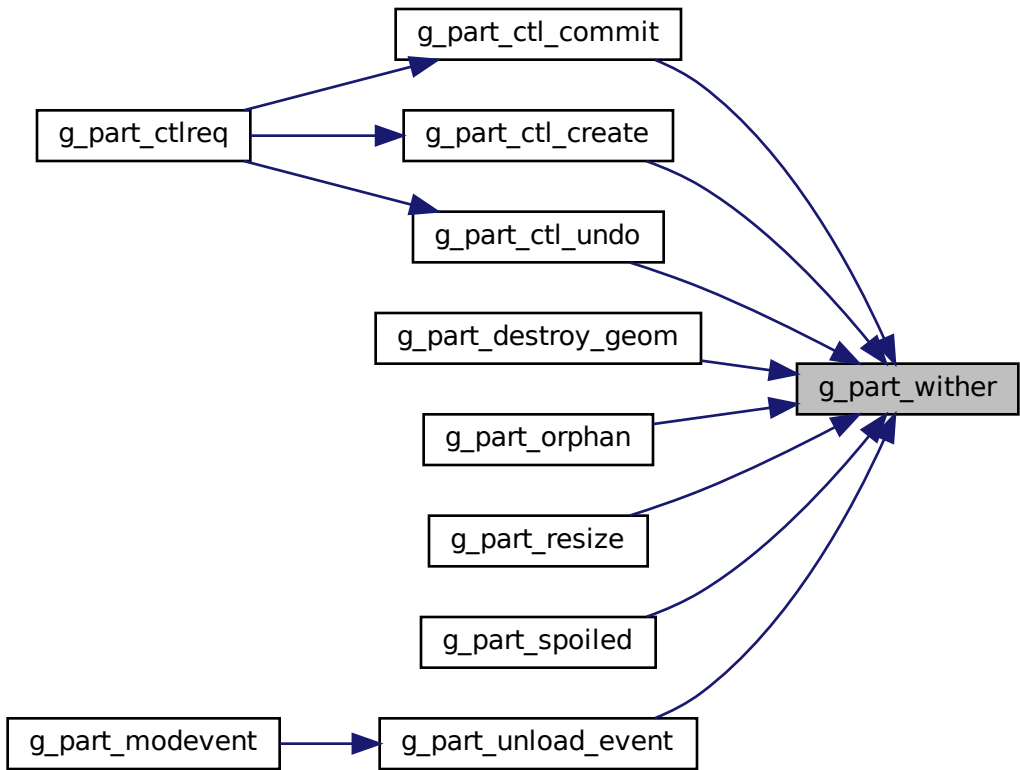 g_part_ctl_commit
g_part_ctlreq
g_part_ctl_create
g_part_ctl_undo
g_part_destroy_geom
g_part_wither
g_part_orphan
g_part_resize
g_part_spoiled
g_part_modevent
g_part_unload_event